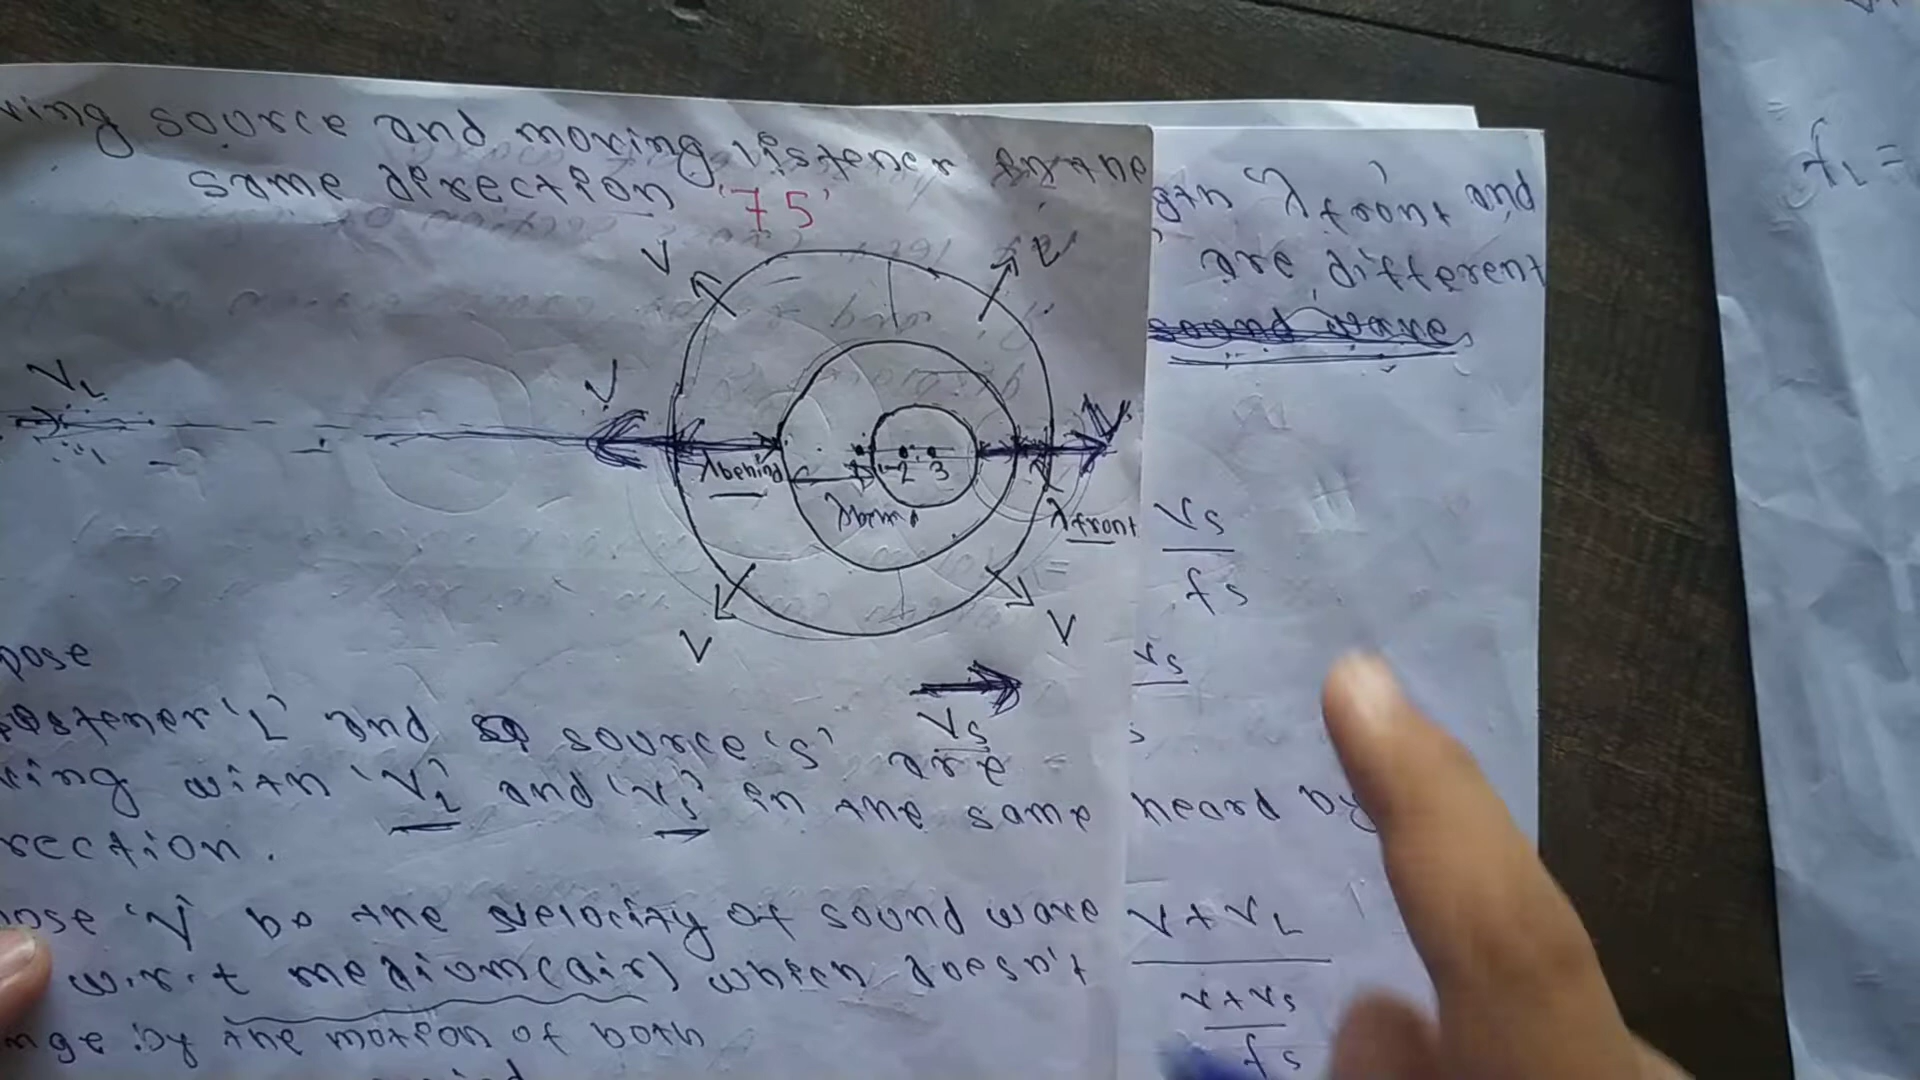 ving source and moving listener in the
same direction '75'
V
V
VL
V
V
λbehind
1
2
3
λfront
V
V
Vs
pose
listener 'L' and source 's' are
ving with 'VL' and 'Vs' in the same
rection.
pose 'V' be the velocity of sound wave
w.r.t medium(air) which doesn't
nge by the motion of both
gth 'λfront and
are different
sound wave
Vs
fs
Vs
s
heard by
V+VL
V+Vs
fs
fL =